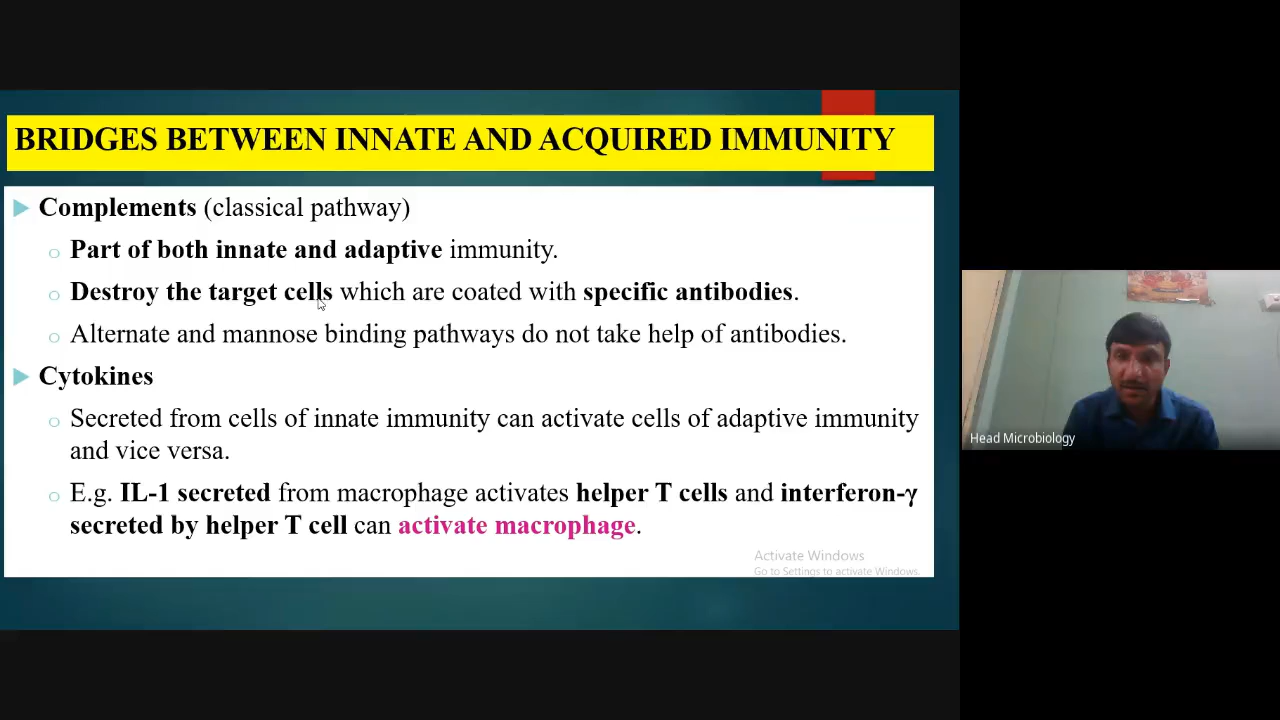 BRIDGES BETWEEN INNATE AND ACQUIRED IMMUNITY
Complements (classical pathway)
Part of both innate and adaptive immunity.
Destroy the target cells which are coated with specific antibodies.
Alternate and mannose binding pathways do not take help of antibodies.
Cytokines
Secreted from cells of innate immunity can activate cells of adaptive immunity
and vice versa.
E.g. IL-1 secreted from macrophage activates helper T cells and interferon-γ
secreted by helper T cell can activate macrophage.
Activate Windows
Go to Settings to activate Windows.
Head Microbiology